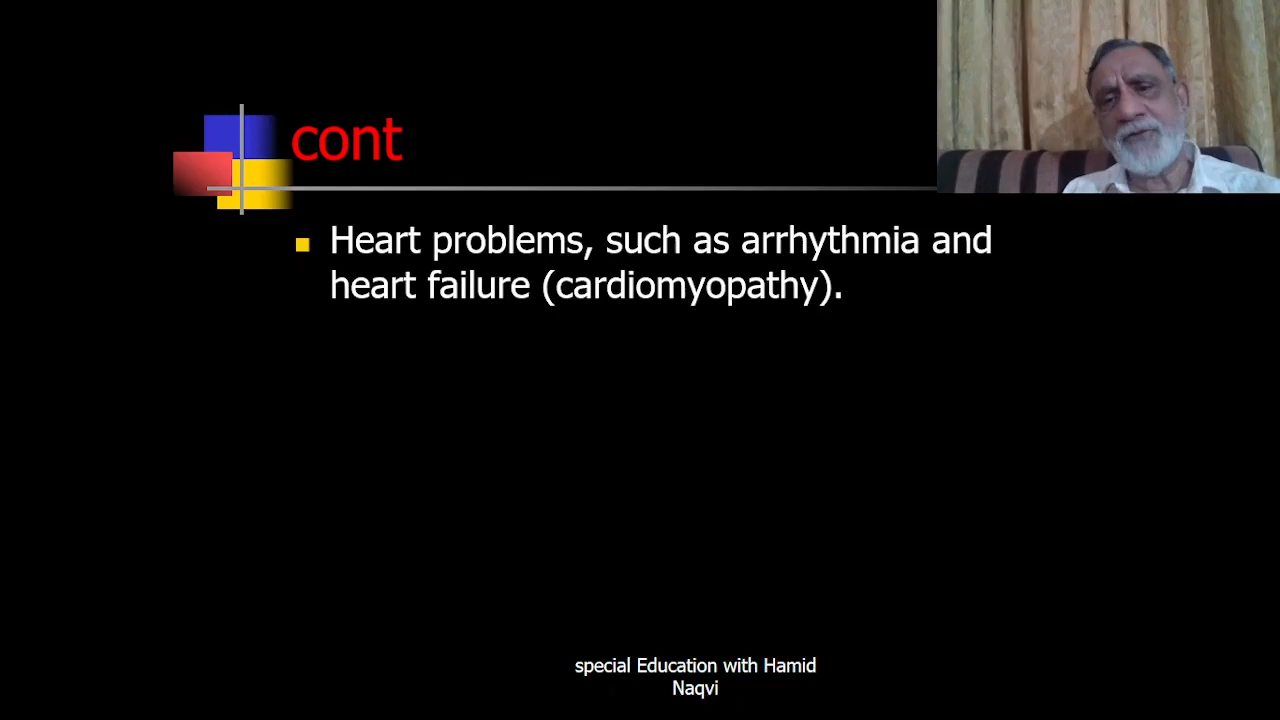 cont
Heart problems, such as arrhythmia and
heart failure (cardiomyopathy).
special Education with Hamid
Naqvi